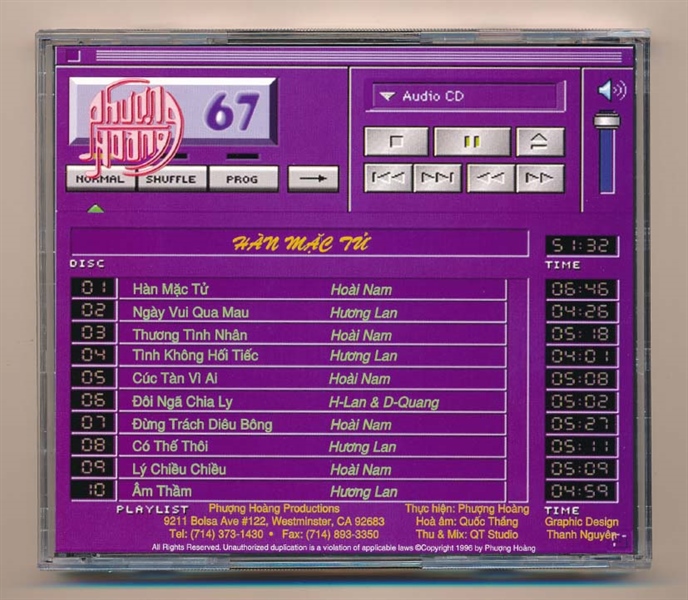 Phượng Hoàng 67
Audio CD
NORMAL SHUFFLE PROG
HÀN MẶC TỬ 51:32
DISC TIME
01 Hàn Mặc Tử Hoài Nam 06:46
02 Ngày Vui Qua Mau Hương Lan 04:26
03 Thương Tình Nhân Hoài Nam 05:18
04 Tình Không Hối Tiếc Hương Lan 04:01
05 Cúc Tàn Vì Ai Hoài Nam 05:08
06 Đôi Ngã Chia Ly H-Lan & D-Quang 05:02
07 Đừng Trách Diêu Bông Hoài Nam 05:27
08 Có Thế Thôi Hương Lan 05:11
09 Lý Chiều Chiều Hoài Nam 05:09
10 Âm Thầm Hương Lan 04:59
PLAYLIST Phượng Hoàng Productions Thực hiện: Phượng Hoàng TIME
9211 Bolsa Ave #122, Westminster, CA 92683 Hoà âm: Quốc Thắng Graphic Design
Tel: (714) 373-1430 • Fax: (714) 893-3350 Thu & Mix: QT Studio Thanh Nguyên
All Rights Reserved. Unauthorized duplication is a violation of applicable laws ©Copyright 1996 by Phượng Hoàng